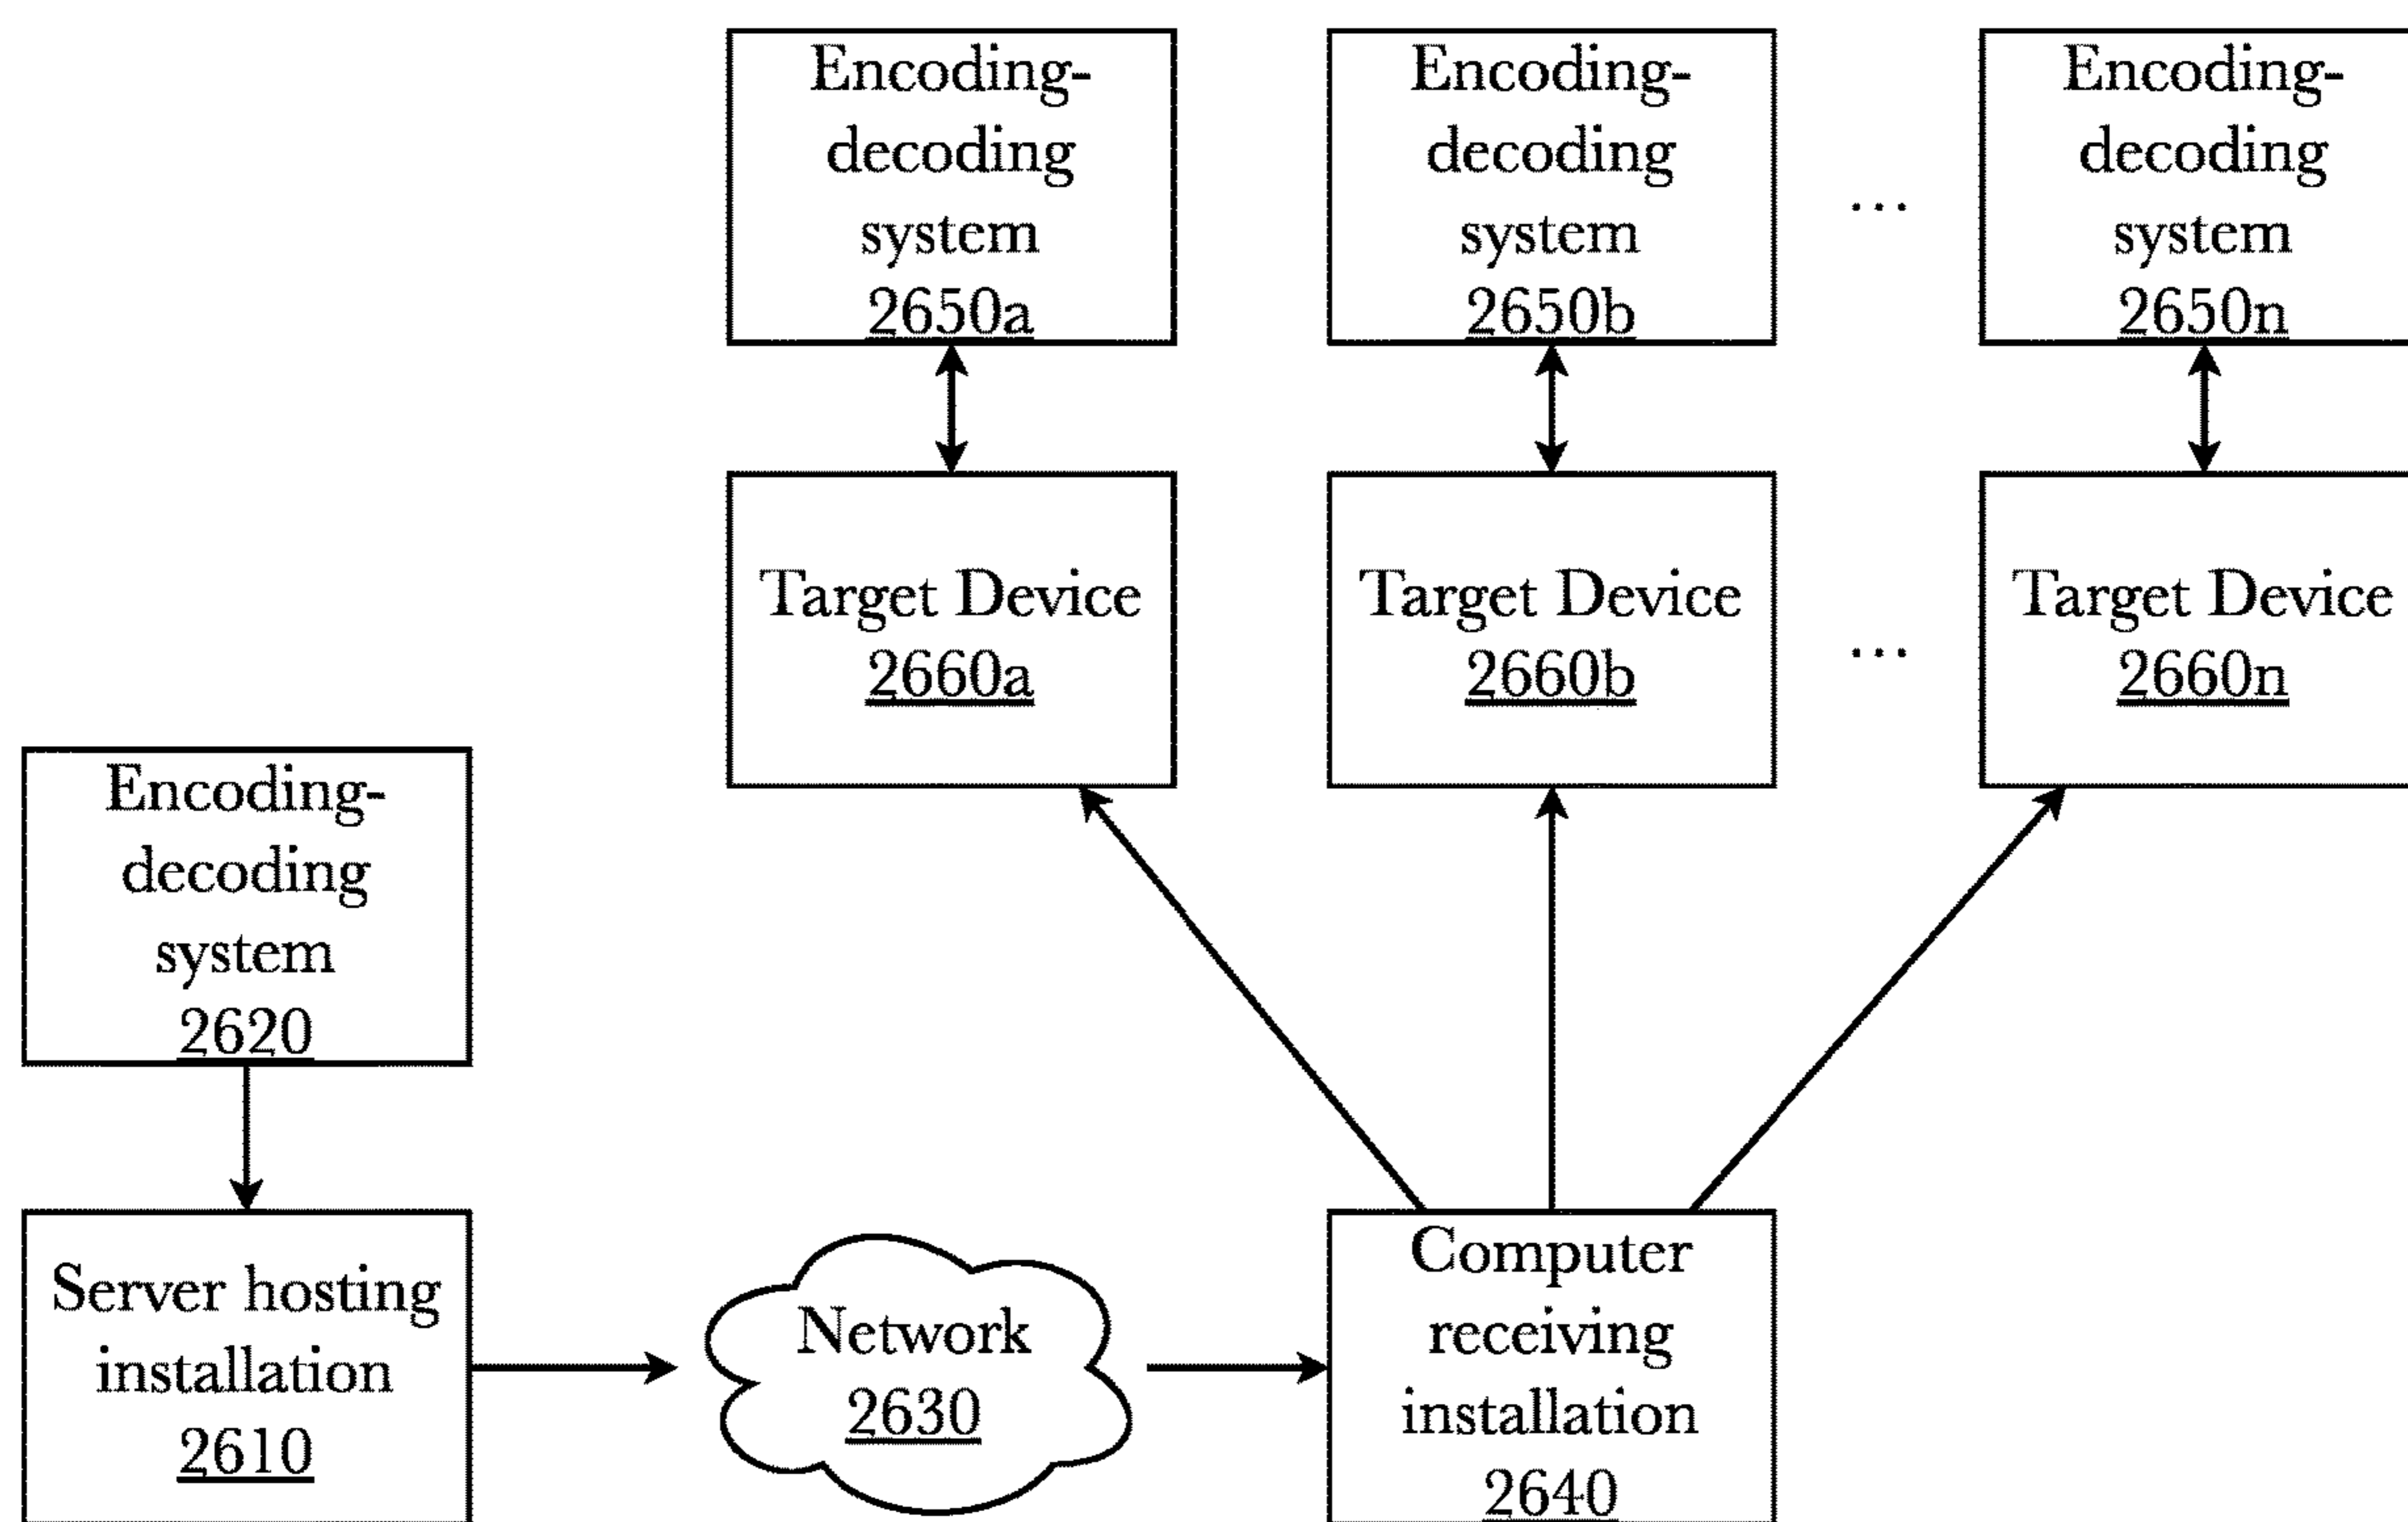 Encoding-
decoding
system
2650a
Encoding-
decoding
system
2650b
...
Encoding-
decoding
system
2650n
Target Device
2660a
Target Device
2660b
...
Target Device
2660n
Encoding-
decoding
system
2620
Server hosting
installation
2610
Network
2630
Computer
receiving
installation
2640